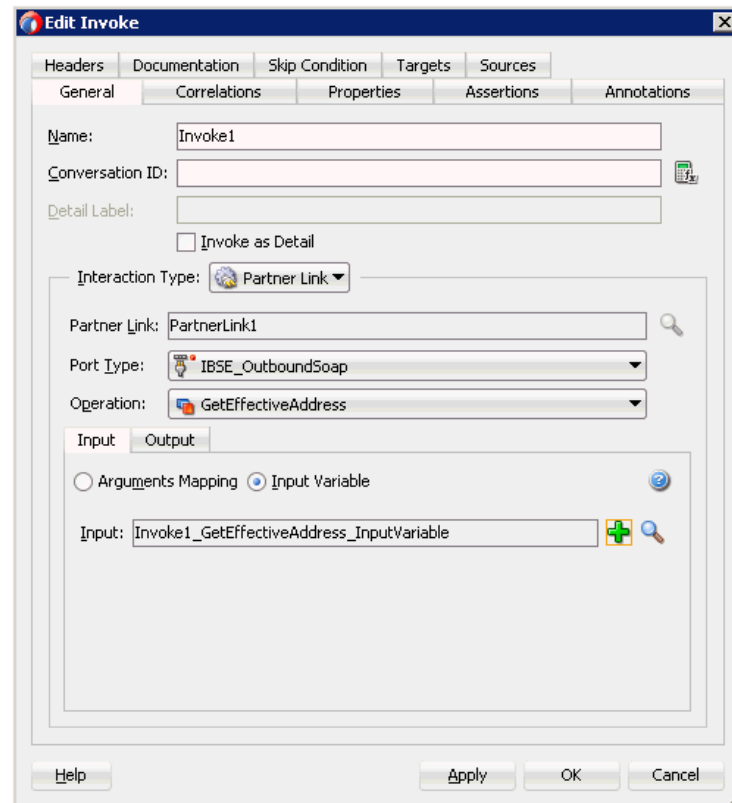 Edit Invoke
Headers Documentation Skip Condition Targets Sources
General Correlations Properties Assertions Annotations
Name: Invoke1
Conversation ID:
Detail Label:
Invoke as Detail
Interaction Type: Partner Link
Partner Link: PartnerLink1
Port Type: IBSE_OutboundSoap
Operation: GetEffectiveAddress
Input Output
Arguments Mapping Input Variable
Input: Invoke1_GetEffectiveAddress_InputVariable
Help Apply OK Cancel